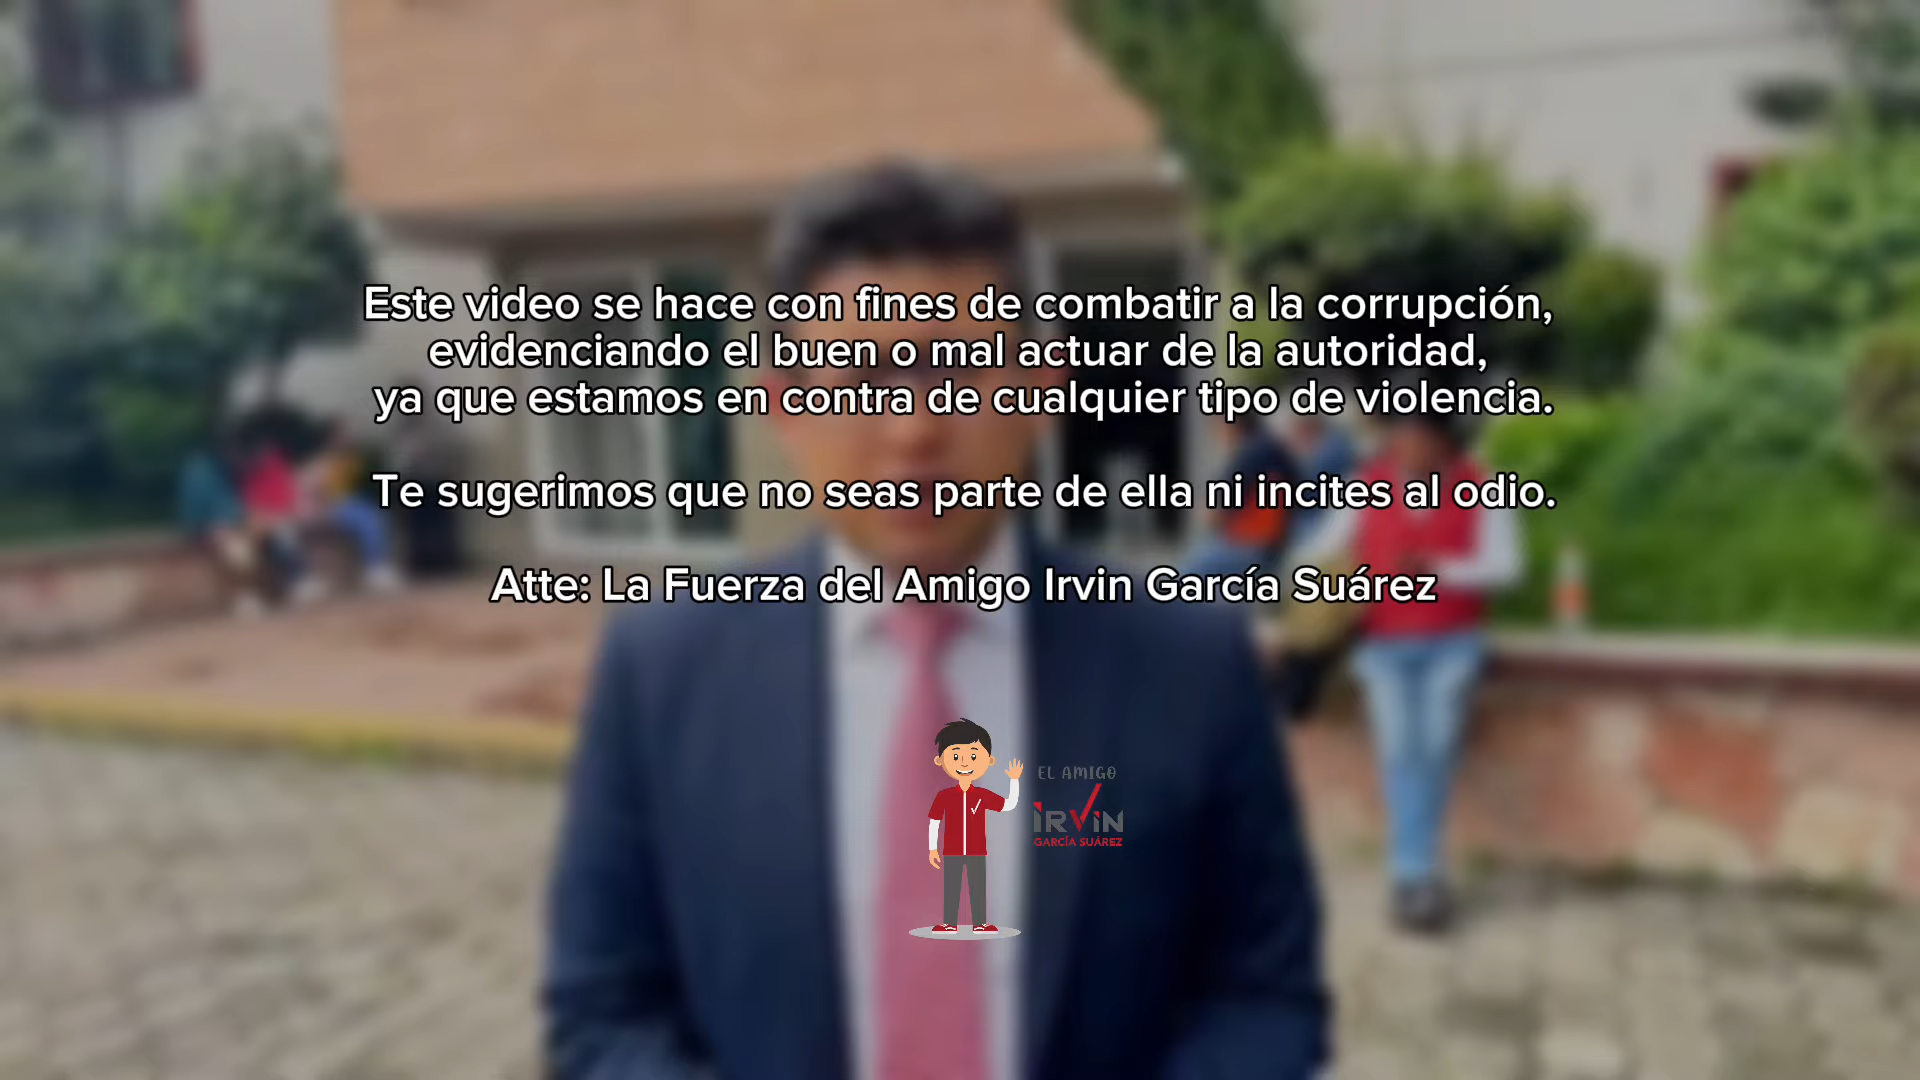 Este video se hace con fines de combatir a la corrupción,
evidenciando el buen o mal actuar de la autoridad,
ya que estamos en contra de cualquier tipo de violencia.
Te sugerimos que no seas parte de ella ni incites al odio.
Atte: La Fuerza del Amigo Irvin García Suárez
EL AMIGO
IRVIN
GARCÍA SUÁREZ